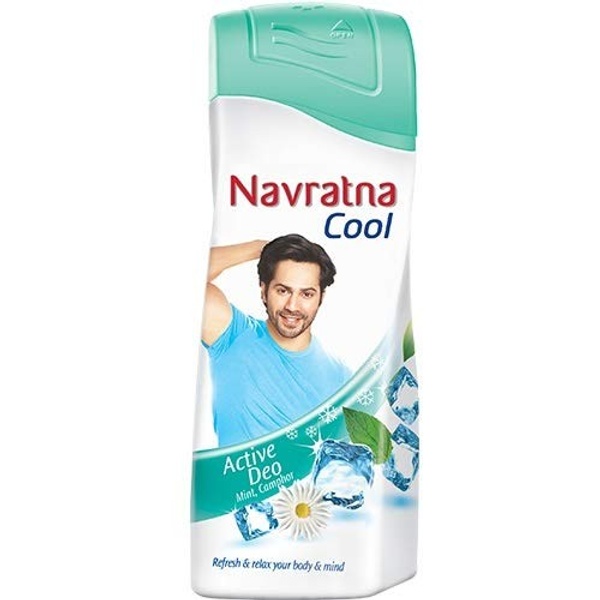 Navratna
Cool
Active
Deo
Mint, Camphor
Refresh & relax your body & mind